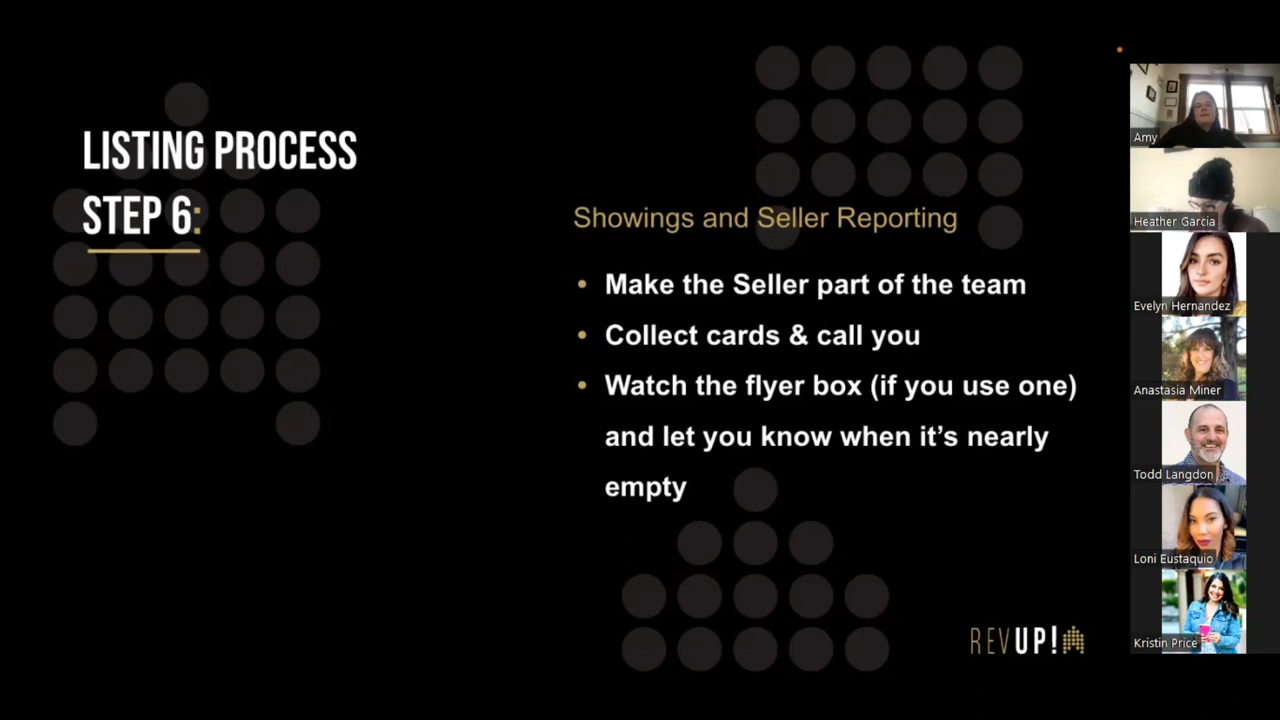 LISTING PROCESS
STEP 6:
Showings and Seller Reporting
• Make the Seller part of the team
• Collect cards & call you
• Watch the flyer box (if you use one)
and let you know when it’s nearly
empty
REVUP!
Amy
Heather Garcia
Evelyn Hernandez
Anastasia Miner
Todd Langdon
Loni Eustaquio
Kristin Price